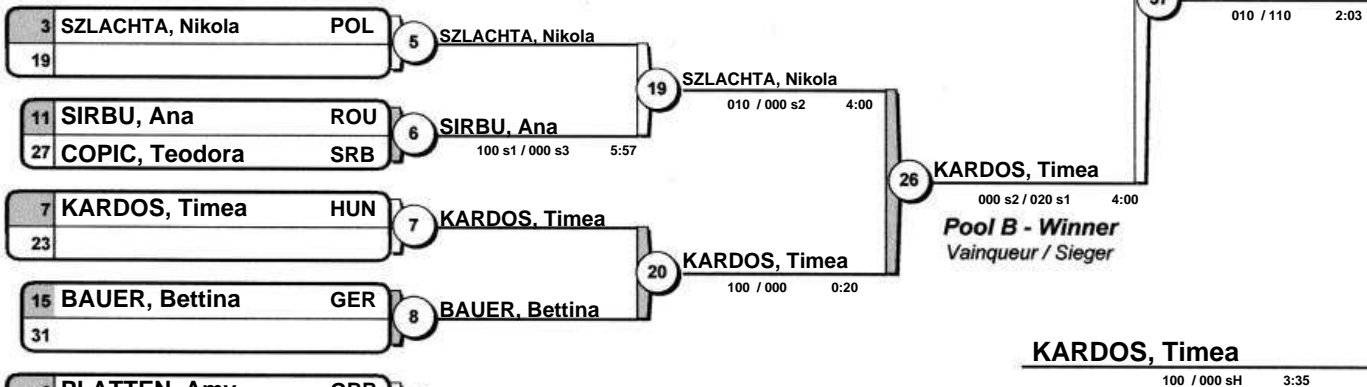 37
010 / 110 2:03
3 SZLACHTA, Nikola POL
19
5
SZLACHTA, Nikola
19
SZLACHTA, Nikola
010 / 000 s2 4:00
11 SIRBU, Ana ROU
27 COPIC, Teodora SRB
6
SIRBU, Ana
100 s1 / 000 s3 5:57
26
KARDOS, Timea
000 s2 / 020 s1 4:00
Pool B - Winner
Vainqueur / Sieger
7 KARDOS, Timea HUN
23
7
KARDOS, Timea
20
KARDOS, Timea
100 / 000 0:20
15 BAUER, Bettina GER
31
8
BAUER, Bettina
KARDOS, Timea
100 / 000 sH 3:35
PLATTEN, Amy GBR